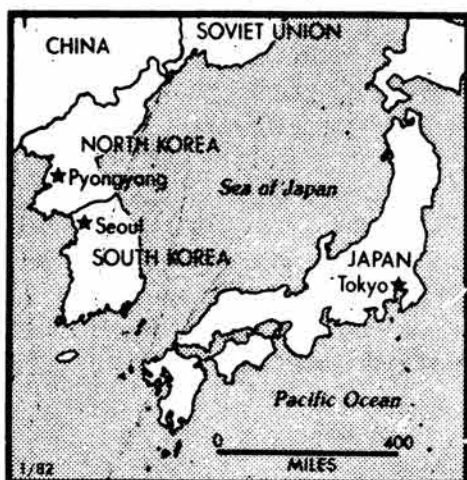 SOVIET UNION
CHINA
NORTH KOREA
★ Pyongyang
Sea of Japan
★ Seoul
SOUTH KOREA
JAPAN
Tokyo ★
Pacific Ocean
0 400
MILES
1/82